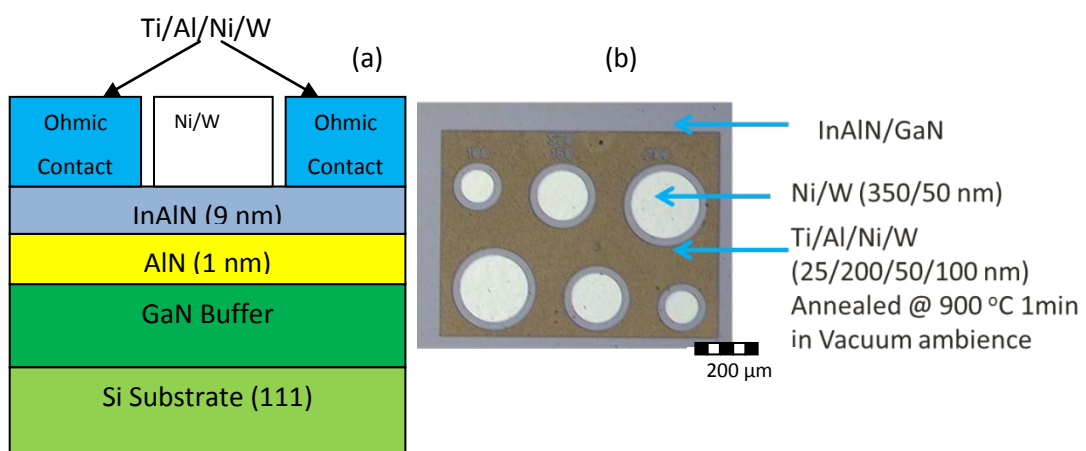 Ti/Al/Ni/W
(a)
Ohmic
Contact
Ni/W
Ohmic
Contact
InAlN (9 nm)
AlN (1 nm)
GaN Buffer
Si Substrate (111)
(b)
InAlN/GaN
Ni/W (350/50 nm)
Ti/Al/Ni/W
(25/200/50/100 nm)
Annealed @ 900 °C 1min
in Vacuum ambience
200 µm